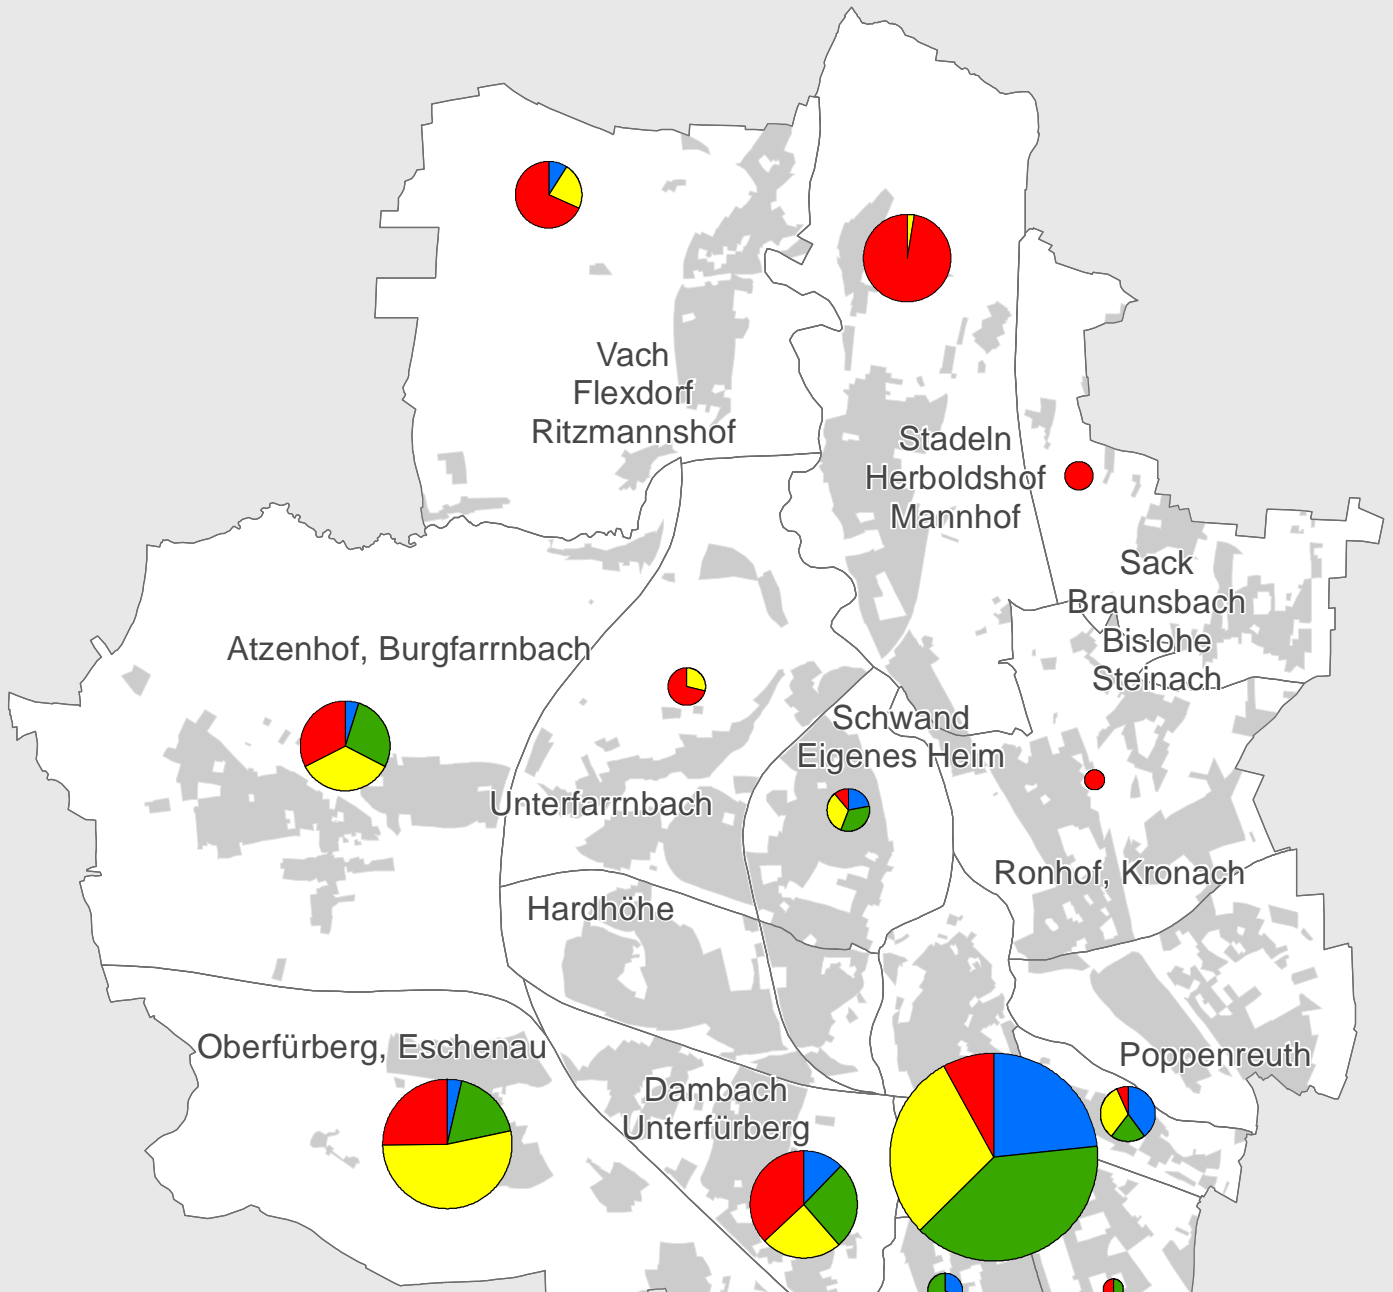 Vach
Flexdorf
Ritzmannshof
Stadeln
Herboldshof
Mannhof
Sack
Braunsbach
Bislohe
Steinach
Atzenhof, Burgfarrnbach
Schwand
Eigenes Heim
Unterfarrnbach
Ronhof, Kronach
Hardhöhe
Oberfürberg, Eschenau
Poppenreuth
Dambach
Unterfürberg